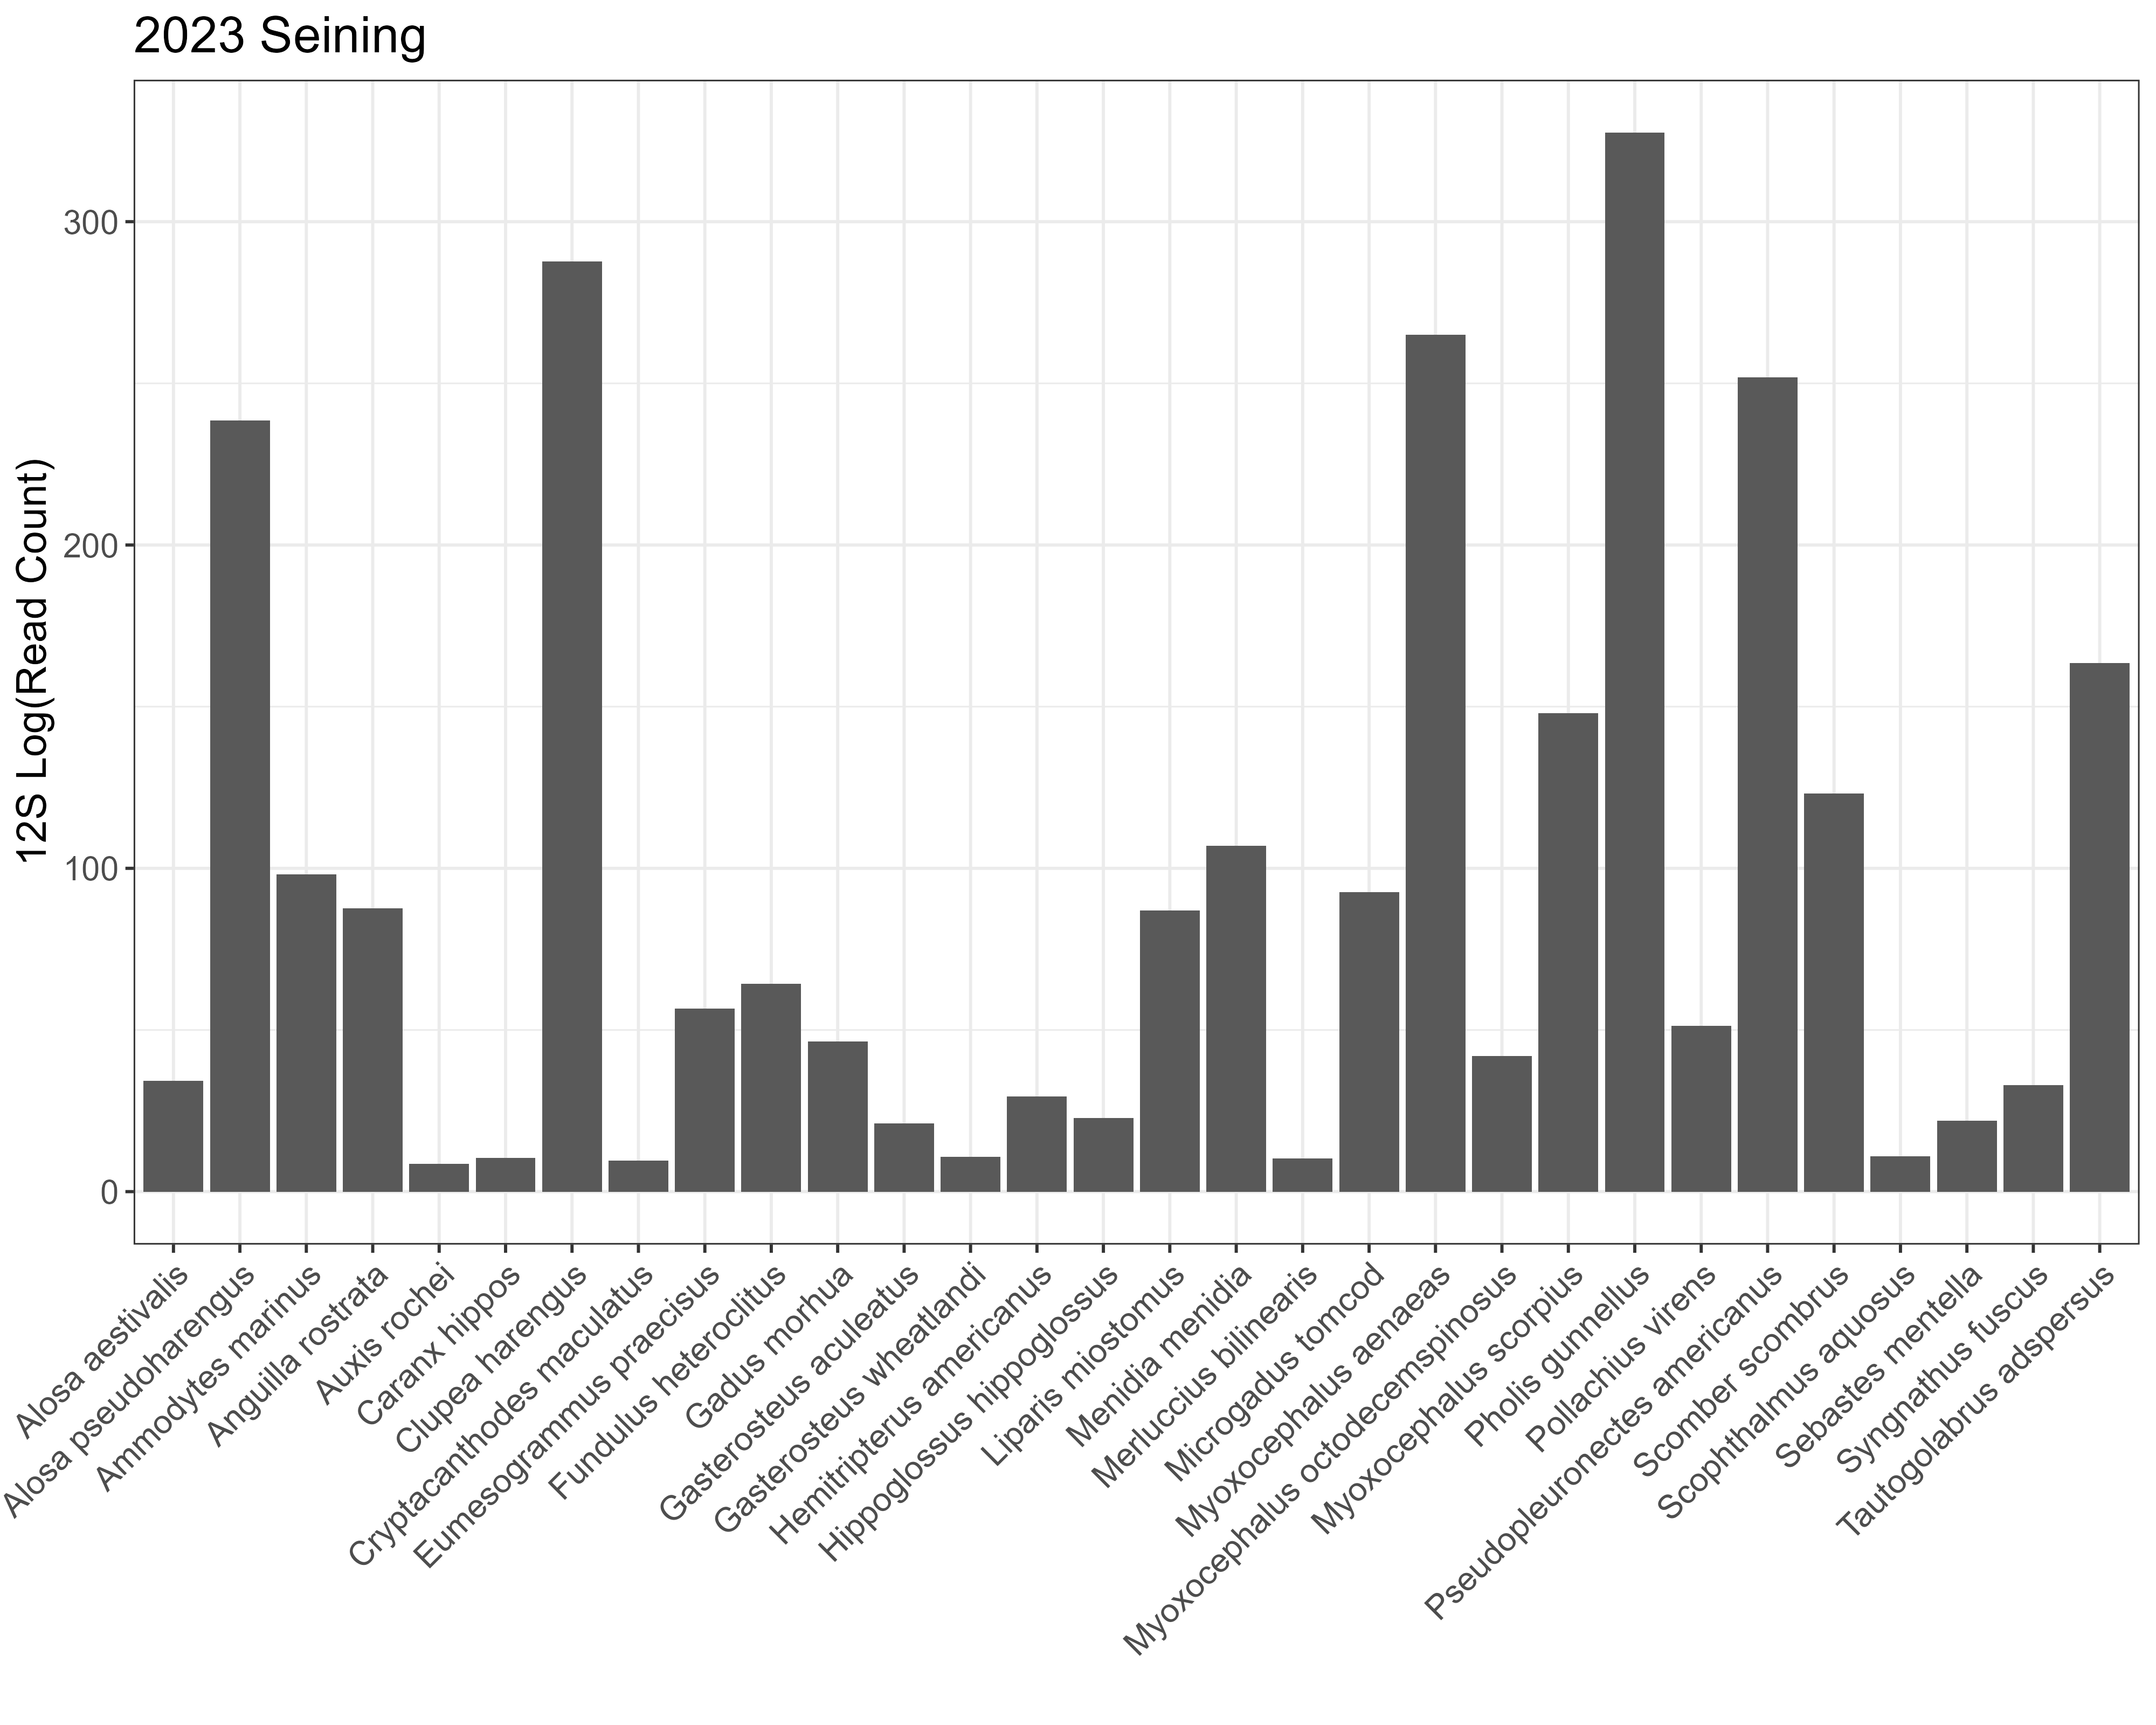 2023 Seining
12S Log(Read Count)
300
200
100
0
Alosa aestivalis
Alosa pseudoharengus
Ammodytes marinus
Anguilla rostrata
Auxis rochei
Caranx hippos
Clupea harengus
Cryptacanthodes maculatus
Eumesogrammus praecisus
Fundulus heteroclitus
Gadus morhua
Gasterosteus aculeatus
Gasterosteus wheatlandi
Hemitripterus americanus
Hippoglossus hippoglossus
Liparis miostomus
Menidia menidia
Merluccius bilinearis
Microgadus tomcod
Myoxocephalus aenaeas
Myoxocephalus octodecemspinosus
Myoxocephalus scorpius
Pholis gunnellus
Pollachius virens
Pseudopleuronectes americanus
Scomber scombrus
Scophthalmus aquosus
Sebastes mentella
Syngnathus fuscus
Tautogolabrus adspersus